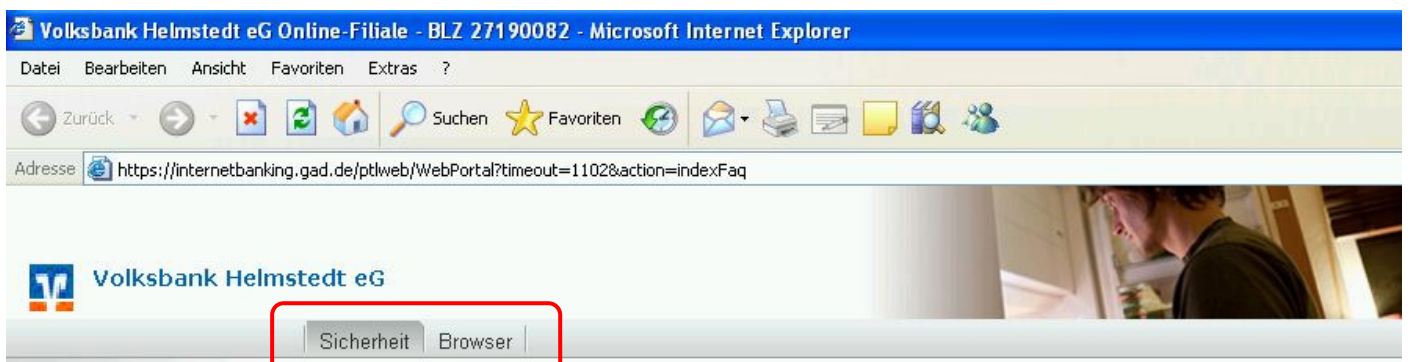 Volksbank Helmstedt eG Online-Filiale - BLZ 27190082 - Microsoft Internet Explorer
Datei Bearbeiten Ansicht Favoriten Extras ?
Zurück Suchen Favoriten
Adresse https://internetbanking.gad.de/ptlweb/WebPortal?timeout=1102&action=indexFaq
Volksbank Helmstedt eG
Sicherheit Browser